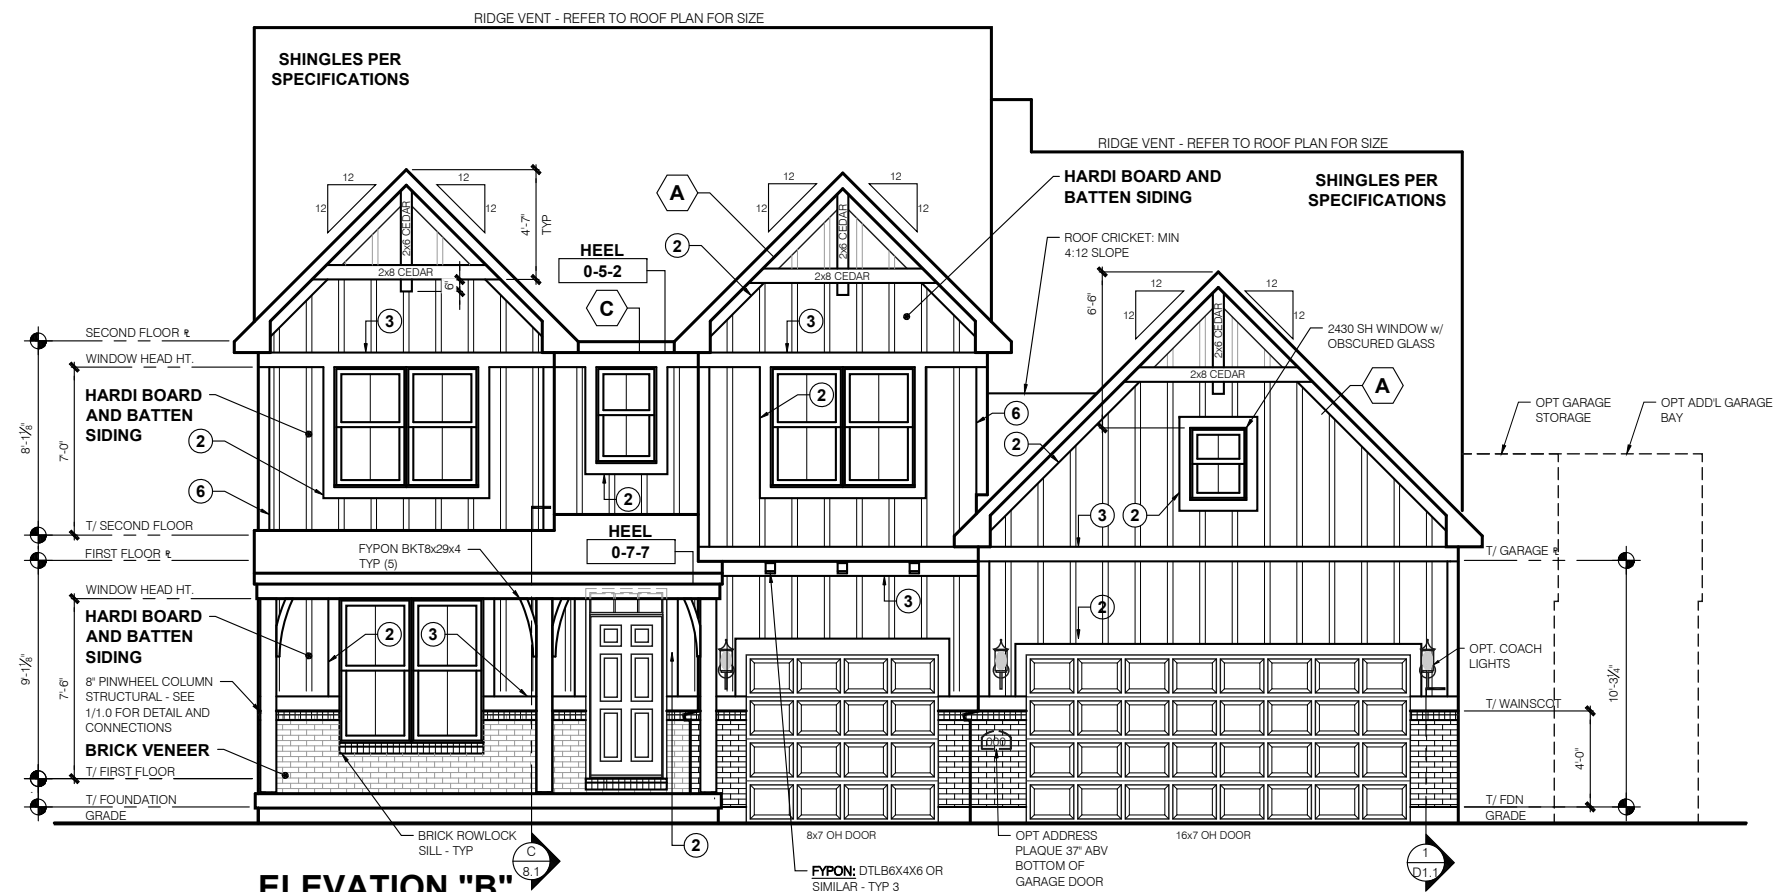 RIDGE VENT - REFER TO ROOF PLAN FOR SIZE
SHINGLES PER
SPECIFICATIONS
RIDGE VENT - REFER TO ROOF PLAN FOR SIZE
SHINGLES PER
SPECIFICATIONS
HARDI BOARD AND
BATTEN SIDING
12
12
12
12
2x6 CEDAR
2x8 CEDAR
4'-7"
TYP
6"
A
2
12
12
12
12
2x6 CEDAR
2x8 CEDAR
HEEL
0-5-2
C
3
3
ROOF CRICKET: MIN
4:12 SLOPE
6'-6"
12
12
12
12
2x6 CEDAR
2x8 CEDAR
2430 SH WINDOW w/
OBSCURED GLASS
A
SECOND FLOOR
WINDOW HEAD HT.
HARDI BOARD
AND BATTEN
SIDING
2
6
8'-1⅛"
7'-0"
2
2
6
2
3
2
OPT GARAGE
STORAGE
OPT ADD'L GARAGE
BAY
T/ SECOND FLOOR
FIRST FLOOR
FYPON BKT8x29x4
TYP (5)
HEEL
0-7-7
T/ GARAGE
WINDOW HEAD HT.
HARDI BOARD
AND BATTEN
SIDING
2
3
3
2
9'-1⅛"
7'-6"
8" PINWHEEL COLUMN
STRUCTURAL - SEE
1/1.0 FOR DETAIL AND
CONNECTIONS
BRICK VENEER
T/ FIRST FLOOR
T/ FOUNDATION
GRADE
OPT. COACH
LIGHTS
T/ WAINSCOT
10'-3¼"
4'-0"
000
T/ FDN
GRADE
BRICK ROWLOCK
SILL - TYP
C
8.1
2
8x7 OH DOOR
FYPON: DTLB6X4X6 OR
SIMILAR - TYP 3
OPT ADDRESS
PLAQUE 37" ABV
BOTTOM OF
GARAGE DOOR
16x7 OH DOOR
1
D1.1
ELEVATION "B"